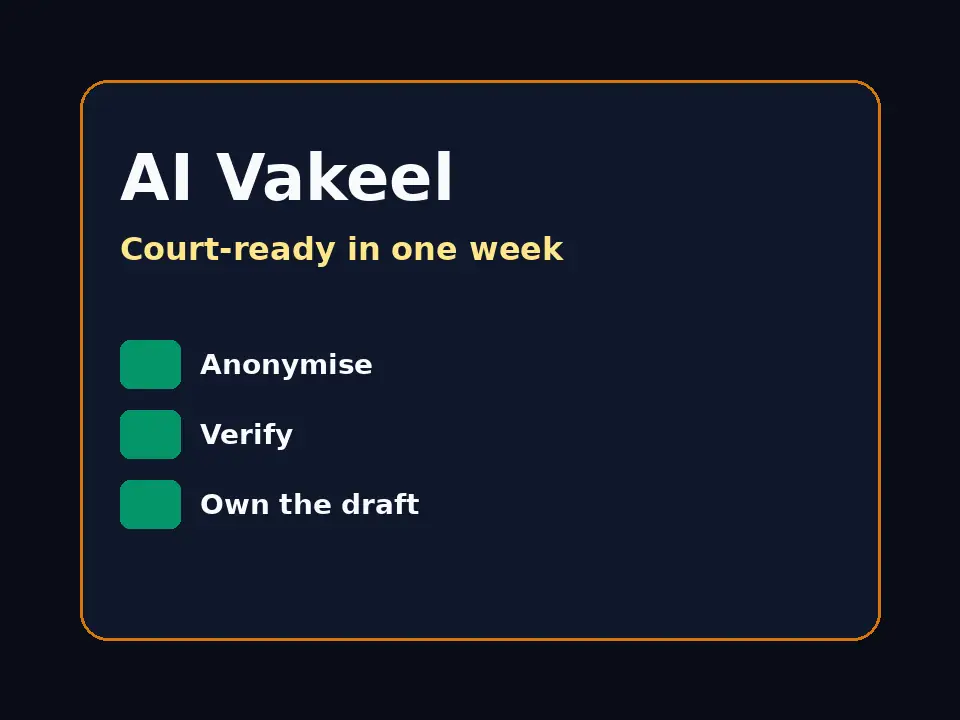 AI Vakeel
Court-ready in one week
Anonymise
Verify
Own the draft